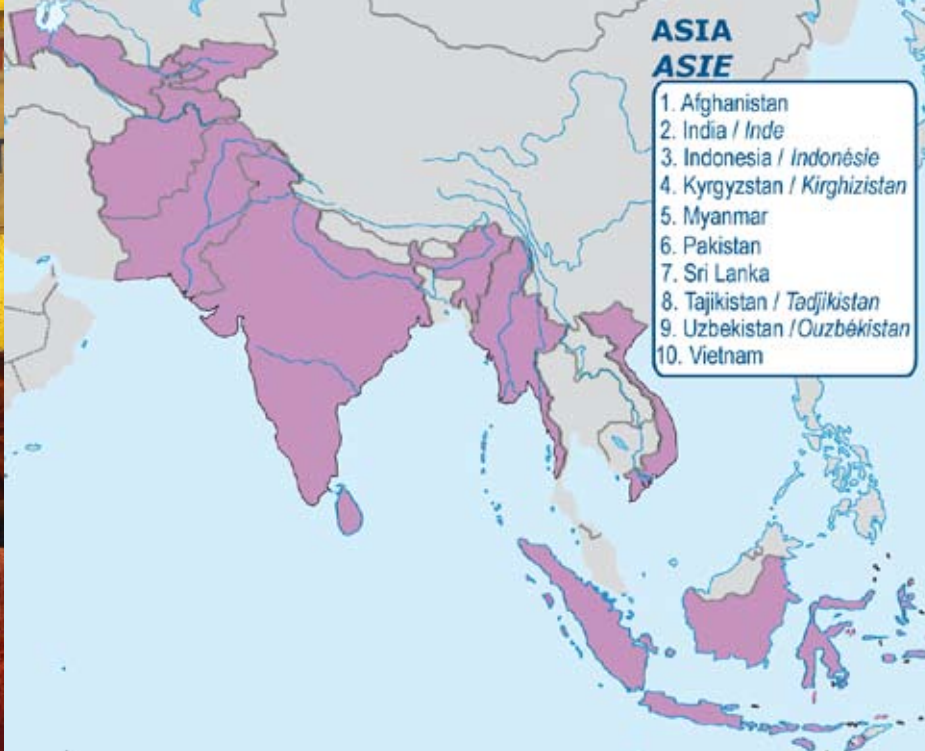 ASIA
ASIE
1. Afghanistan
2. India / Inde
3. Indonesia / Indonésie
4. Kyrgyzstan / Kirghizistan
5. Myanmar
6. Pakistan
7. Sri Lanka
8. Tajikistan / Tadjikistan
9. Uzbekistan / Ouzbékistan
10. Vietnam